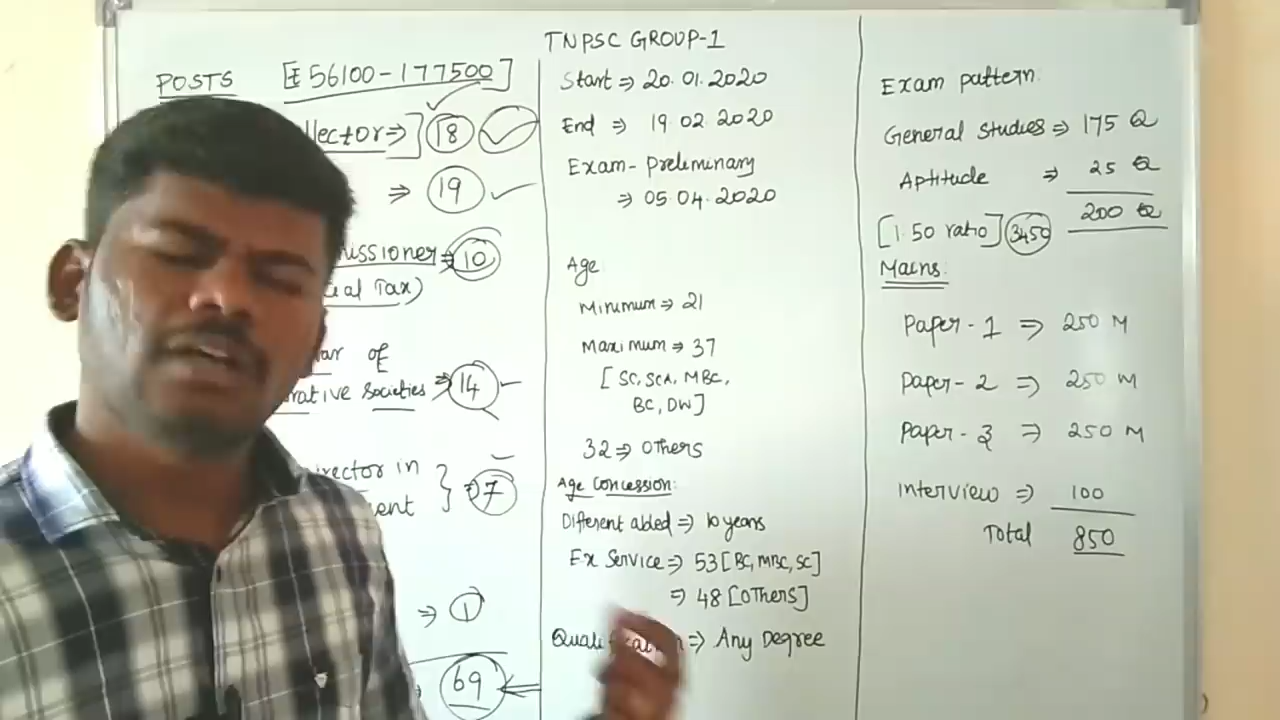 TNPSC GROUP-1
POSTS [₹ 56100-177500]
llector ⇒] 18
⇒ 19
issioner ⇒ 10
ial Tax)
ar of
rative Societies ⇒ 14
irector in
ent } ⇒ 7
⇒ 1
69
Start ⇒ 20.01.2020
End ⇒ 19.02.2020
Exam - Preliminary
⇒ 05.04.2020
Age
Minimum ⇒ 21
Maximum ⇒ 37
[SC, SCA, MBC,
BC, DW]
32 ⇒ Others
Age Concession:
Different abled ⇒ 10 years
Ex Service ⇒ 53 [BC, MBC, SC]
⇒ 48 [Others]
Qualification ⇒ Any Degree
Exam pattern:
General Studies ⇒ 175 Q
Aptitude ⇒ 25 Q
200 Q
[1:50 ratio] 3450
Mains:
Paper-1 ⇒ 250 M
Paper-2 ⇒ 250 M
Paper-3 ⇒ 250 M
Interview ⇒ 100
Total 850